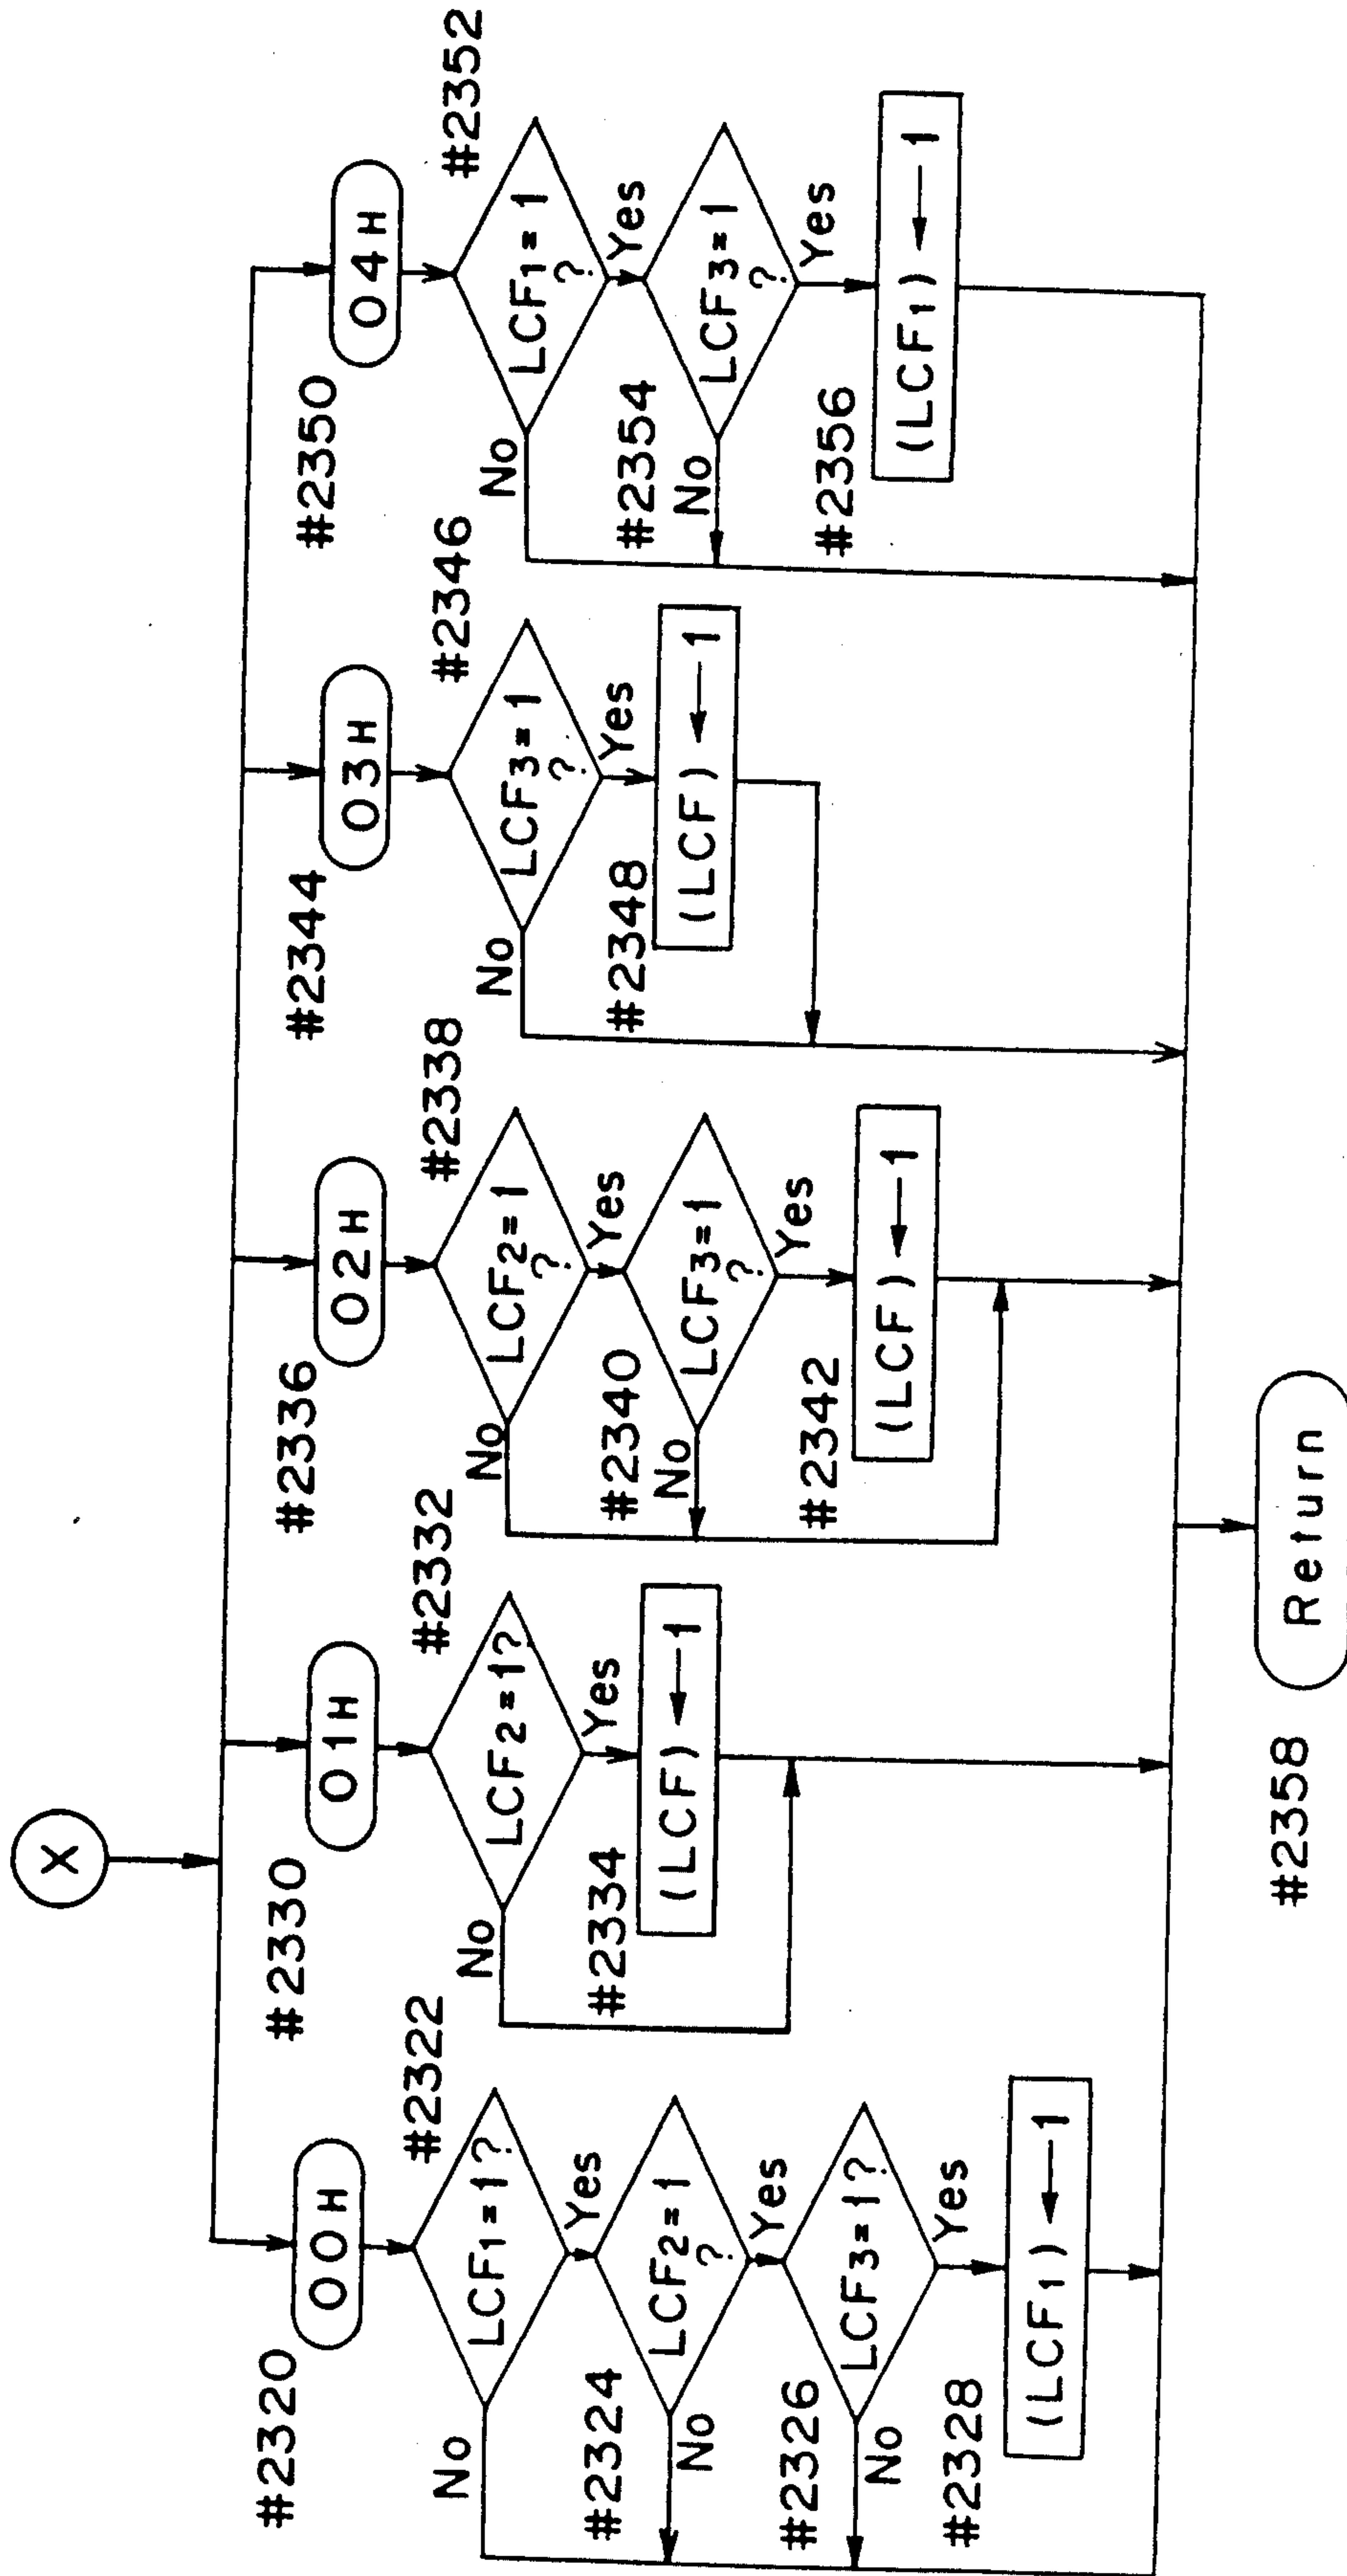 X
#2320
00H
#2322
LCF1=1?
No
Yes
#2324
LCF2=1
?
No
Yes
#2326
LCF3=1?
No
Yes
#2328
(LCF1)←1
#2330
01H
#2332
LCF2=1?
No
Yes
#2334
(LCF)←1
#2336
02H
#2338
LCF2=1
?
No
Yes
#2340
LCF3=1
?
No
Yes
#2342
(LCF)←1
#2344
03H
#2346
LCF3=1
?
No
Yes
#2348
(LCF)←1
#2350
04H
#2352
LCF1=1
?
No
Yes
#2354
LCF3=1
?
No
Yes
#2356
(LCF1)←1
#2358
Return